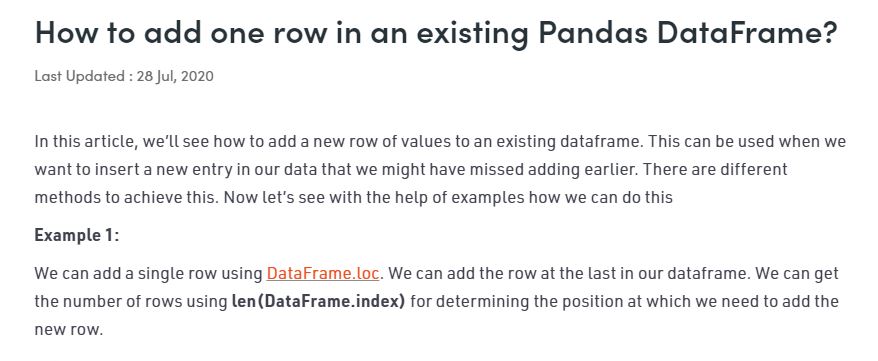 How to add one row in an existing Pandas DataFrame?
Last Updated : 28 Jul, 2020
In this article, we'll see how to add a new row of values to an existing dataframe. This can be used when we
want to insert a new entry in our data that we might have missed adding earlier. There are different
methods to achieve this. Now let's see with the help of examples how we can do this
Example 1:
We can add a single row using DataFrame.loc. We can add the row at the last in our dataframe. We can get
the number of rows using len(DataFrame.index) for determining the position at which we need to add the
new row.